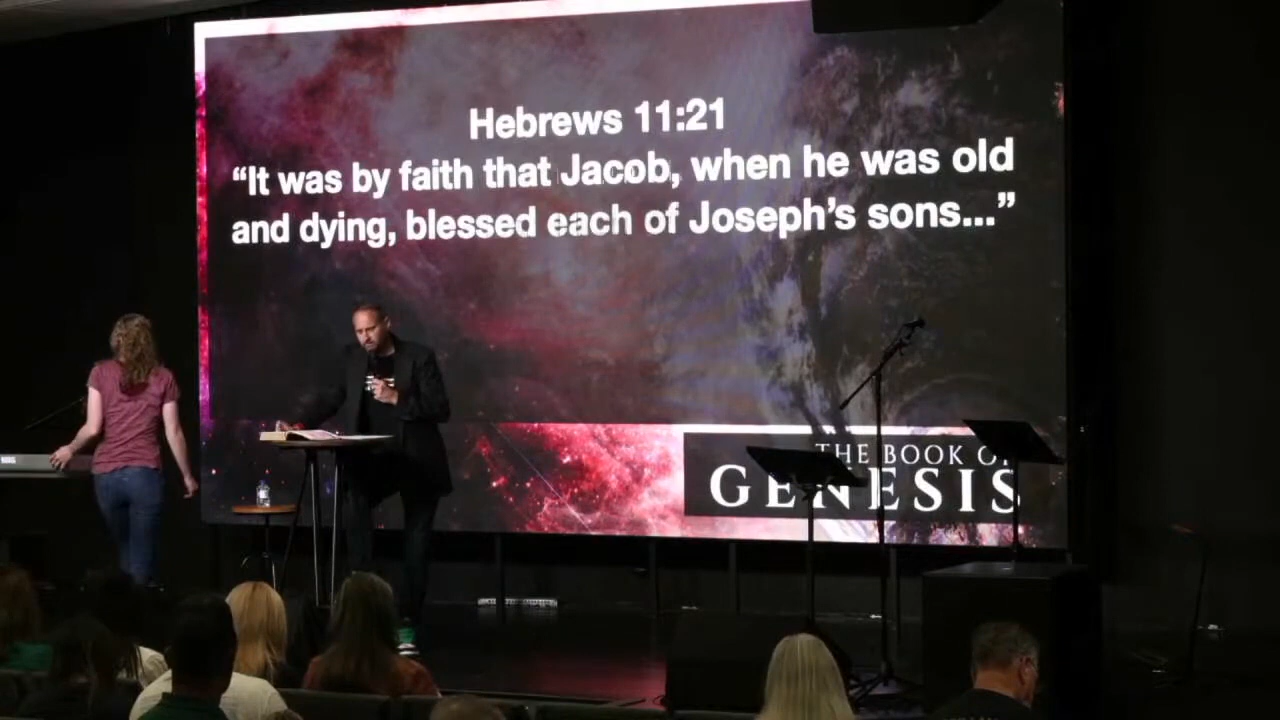 Hebrews 11:21
“It was by faith that Jacob, when he was old
and dying, blessed each of Joseph’s sons...”
THE BOOK OF
GENESIS
KORG